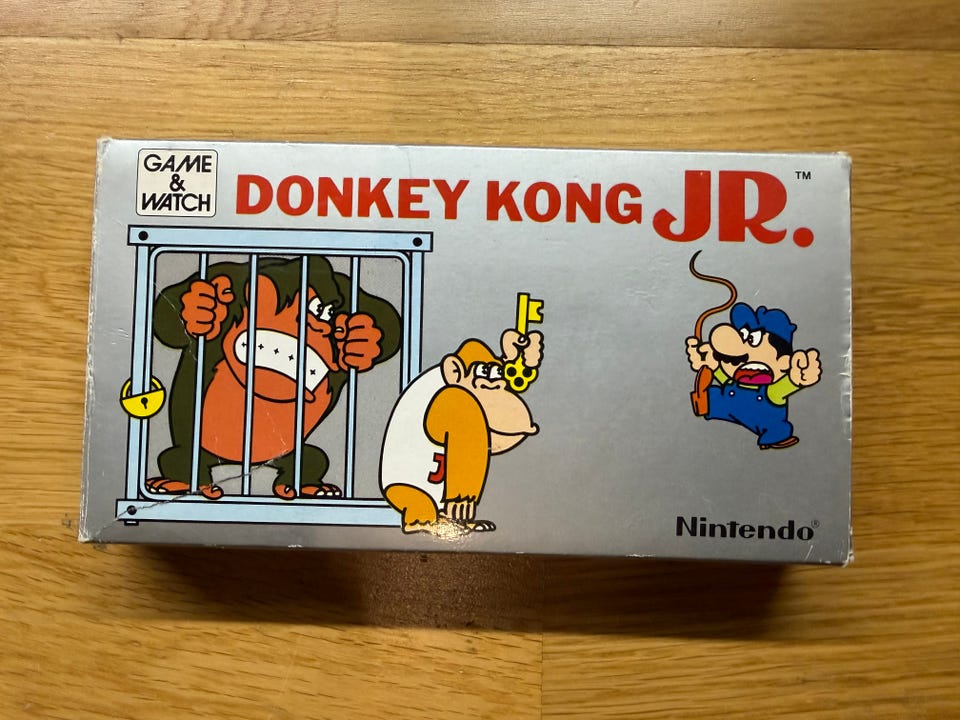 GAME
&
WATCH
DONKEY KONG JR.™
J
Nintendo®